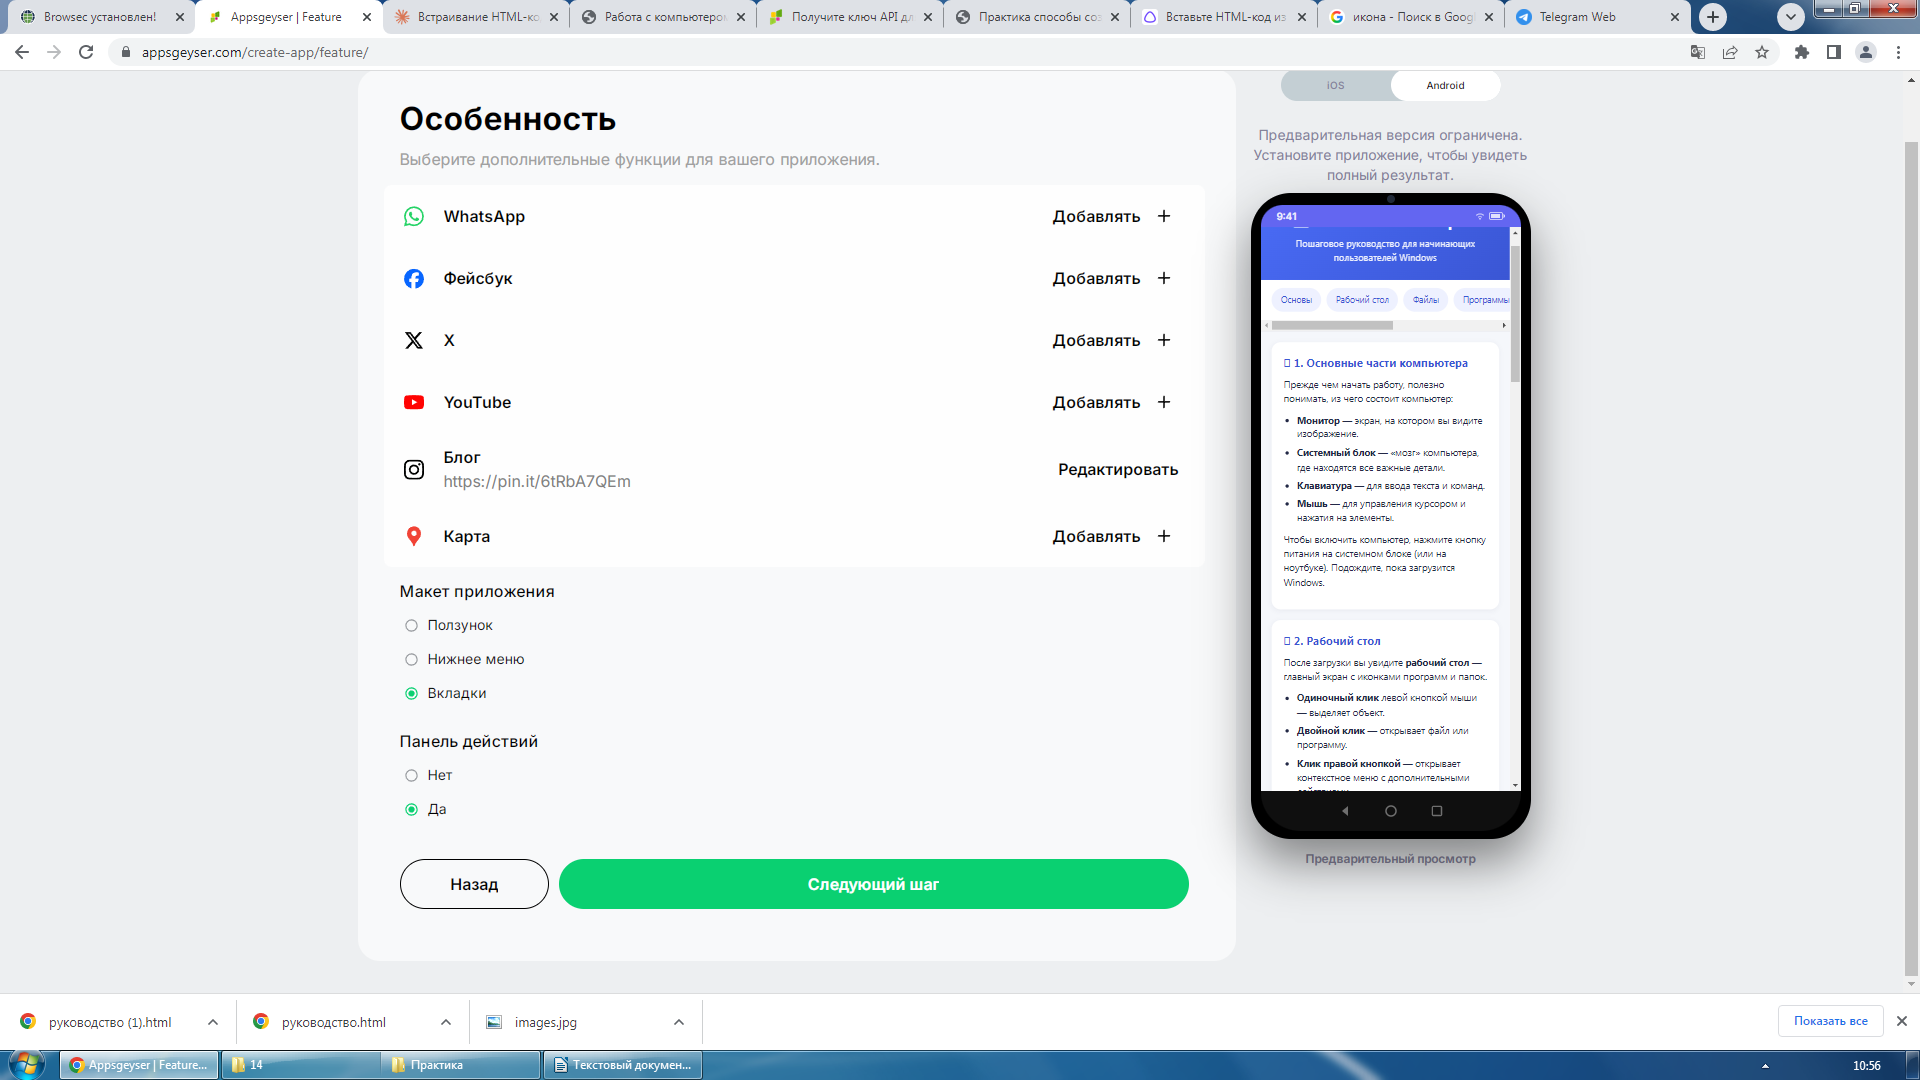 Browsec установлен!
Appsgeyser | Feature
Встраивание HTML-ко
Работа с компьютером
Получите ключ API дл
Практика способы соз
Вставьте HTML-код из
икона - Поиск в Goog
Telegram Web
appsgeyser.com/create-app/feature/
Особенность
Выберите дополнительные функции для вашего приложения.
WhatsApp
Добавлять +
Фейсбук
Добавлять +
X
Добавлять +
YouTube
Добавлять +
Блог
https://pin.it/6tRbA7QEm
Редактировать
Карта
Добавлять +
Макет приложения
Ползунок
Нижнее меню
Вкладки
Панель действий
Нет
Да
Назад
Следующий шаг
iOS
Android
Предварительная версия ограничена.
Установите приложение, чтобы увидеть
полный результат.
9:41
Пошаговое руководство для начинающих
пользователей Windows
Основы
Рабочий стол
Файлы
Программы
1. Основные части компьютера
Прежде чем начать работу, полезно
понимать, из чего состоит компьютер:
• Монитор — экран, на котором вы видите
изображение.
• Системный блок — «мозг» компьютера,
где находятся все важные детали.
• Клавиатура — для ввода текста и команд.
• Мышь — для управления курсором и
нажатия на элементы.
Чтобы включить компьютер, нажмите кнопку
питания на системном блоке (или на
ноутбуке). Подождите, пока загрузится
Windows.
2. Рабочий стол
После загрузки вы увидите рабочий стол —
главный экран с иконками программ и папок.
• Одиночный клик левой кнопкой мыши
— выделяет объект.
• Двойной клик — открывает файл или
программу.
• Клик правой кнопкой — открывает
контекстное меню с дополнительными
Предварительный просмотр
руководство (1).html
руководство.html
images.jpg
Показать все
Appsgeyser | Feature...
14
Практика
Текстовый докумен...
10:56